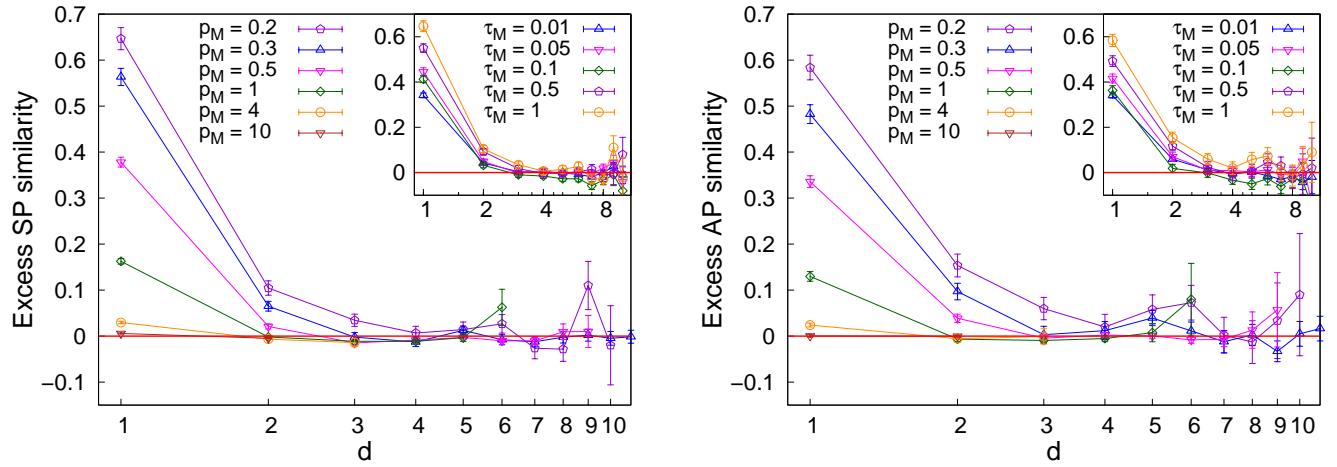 Excess SP similarity
0.7
0.6
0.5
0.4
0.3
0.2
0.1
0
−0.1
p_M = 0.2
p_M = 0.3
p_M = 0.5
p_M = 1
p_M = 4
p_M = 10
0.6
0.4
0.2
0
τ_M = 0.01
τ_M = 0.05
τ_M = 0.1
τ_M = 0.5
τ_M = 1
1 2 4 8
1 2 3 4 5 6 7 8 9 10
d
Excess AP similarity
0.7
0.6
0.5
0.4
0.3
0.2
0.1
0
−0.1
p_M = 0.2
p_M = 0.3
p_M = 0.5
p_M = 1
p_M = 4
p_M = 10
0.6
0.4
0.2
0
τ_M = 0.01
τ_M = 0.05
τ_M = 0.1
τ_M = 0.5
τ_M = 1
1 2 4 8
1 2 3 4 5 6 7 8 9 10
d